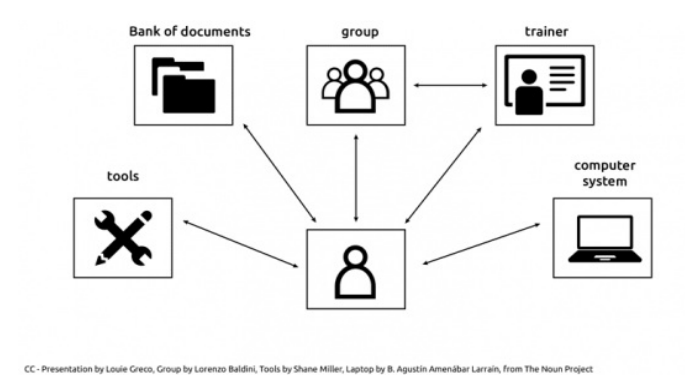 Bank of documents
group
trainer
tools
computer
system
CC - Presentation by Louie Greco, Group by Lorenzo Baldini, Tools by Shane Miller, Laptop by B. Agustín Amenábar Larraín, from The Noun Project